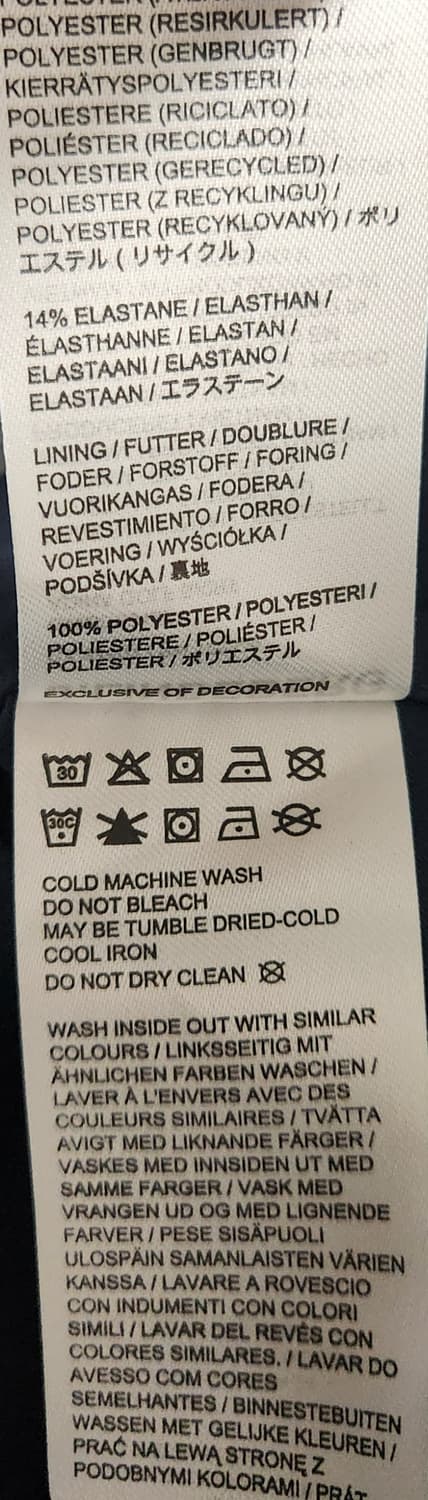 POLYESTER (RESIRKULERT) /
POLYESTER (GENBRUGT) /
KIERRÄTYSPOLYESTERI /
POLIESTERE (RICICLATO) /
POLIÉSTER (RECICLADO) /
POLYESTER (GERECYCLED) /
POLIESTER (Z RECYKLINGU) /
POLYESTER (RECYKLOVANÝ) / ポリ
エステル ( リサイクル )
14% ELASTANE / ELASTHAN /
ÉLASTHANNE / ELASTAN /
ELASTAANI / ELASTANO /
ELASTAAN / エラステーン
LINING / FUTTER / DOUBLURE /
FODER / FORSTOFF / FORING /
VUORIKANGAS / FODERA /
REVESTIMIENTO / FORRO /
VOERING / WYŚCIÓŁKA /
PODŠÍVKA / 裏地
100% POLYESTER / POLYESTERI /
POLIESTERE / POLIÉSTER /
POLIESTER / ポリエステル
EXCLUSIVE OF DECORATION
30
30C
COLD MACHINE WASH
DO NOT BLEACH
MAY BE TUMBLE DRIED-COLD
COOL IRON
DO NOT DRY CLEAN
WASH INSIDE OUT WITH SIMILAR
COLOURS / LINKSSEITIG MIT
ÄHNLICHEN FARBEN WASCHEN /
LAVER À L'ENVERS AVEC DES
COULEURS SIMILAIRES / TVÄTTA
AVIGT MED LIKNANDE FÄRGER /
VASKES MED INNSIDEN UT MED
SAMME FARGER / VASK MED
VRANGEN UD OG MED LIGNENDE
FARVER / PESE SISÄPUOLI
ULOSPÄIN SAMANLAISTEN VÄRIEN
KANSSA / LAVARE A ROVESCIO
CON INDUMENTI CON COLORI
SIMILI / LAVAR DEL REVÉS CON
COLORES SIMILARES. / LAVAR DO
AVESSO COM CORES
SEMELHANTES / BINNESTEBUITEN
WASSEN MET GELIJKE KLEUREN /
PRAĆ NA LEWĄ STRONĘ Z
PODOBNYMI KOLORAMI / PRÁT